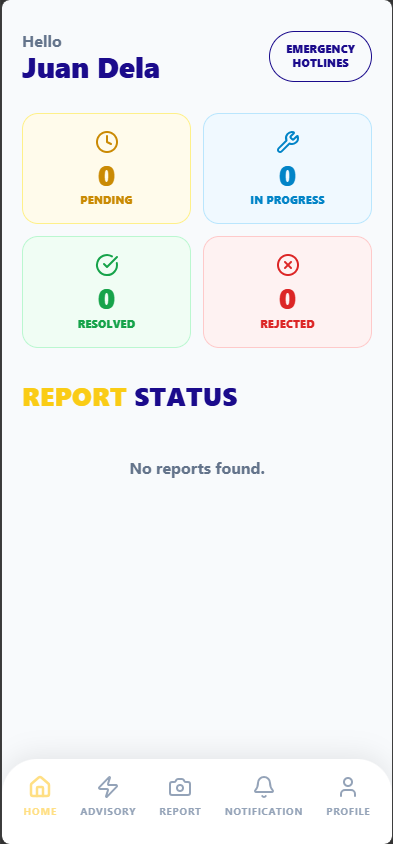 Hello
Juan Dela
EMERGENCY
HOTLINES
0
PENDING
0
IN PROGRESS
0
RESOLVED
0
REJECTED
REPORT STATUS
No reports found.
HOME
ADVISORY
REPORT
NOTIFICATION
PROFILE